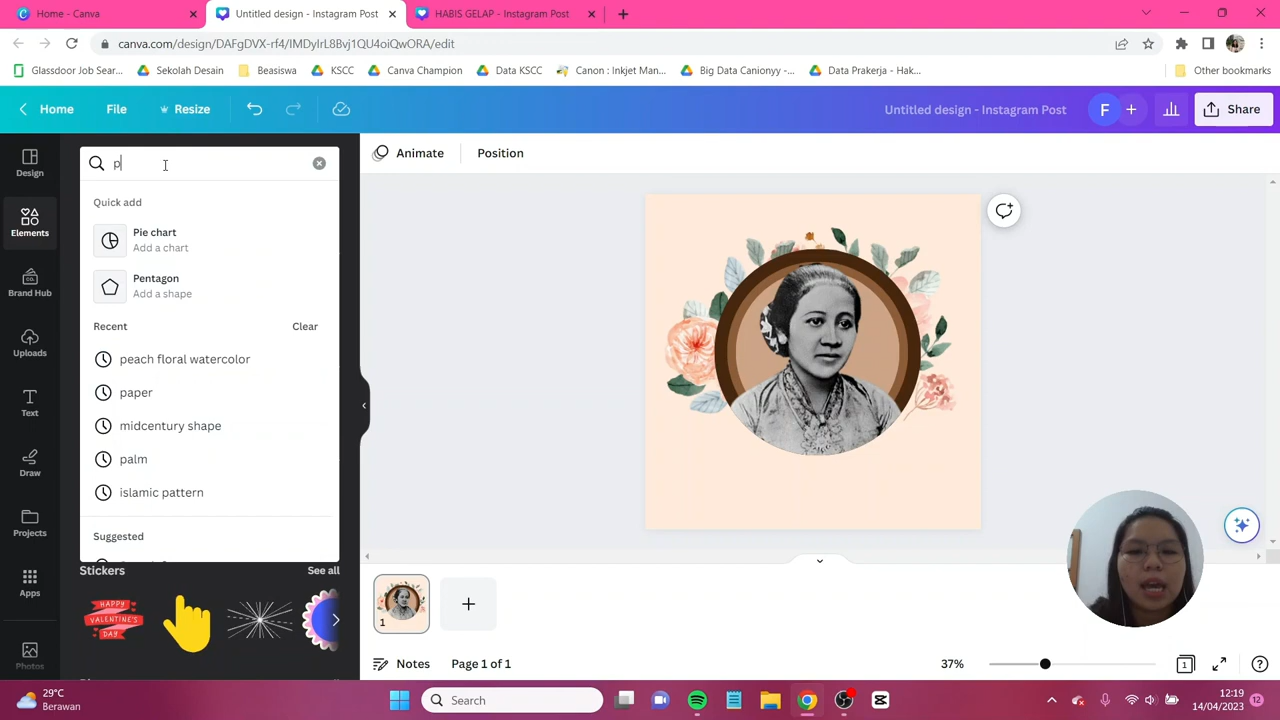 Home - Canva
Untitled design - Instagram Post
HABIS GELAP - Instagram Post
canva.com/design/DAFgDVX-rf4/IMDyIrL8Bvj1QU4oiQwORA/edit
Glassdoor Job Sear...
Sekolah Desain
Beasiswa
KSCC
Canva Champion
Data KSCC
Canon : Inkjet Man...
Big Data Canionyy -...
Data Prakerja - Hak...
Other bookmarks
Home
File
Resize
Untitled design - Instagram Post
F
Share
Design
Elements
Brand Hub
Uploads
Text
Draw
Projects
Apps
Photos
p
Quick add
Pie chart
Add a chart
Pentagon
Add a shape
Recent
Clear
peach floral watercolor
paper
midcentury shape
palm
islamic pattern
Suggested
Stickers
See all
HAPPY
VALENTINE'S
DAY
Animate
Position
1
Notes
Page 1 of 1
37%
1
29°C
Berawan
Search
12:19
14/04/2023
12